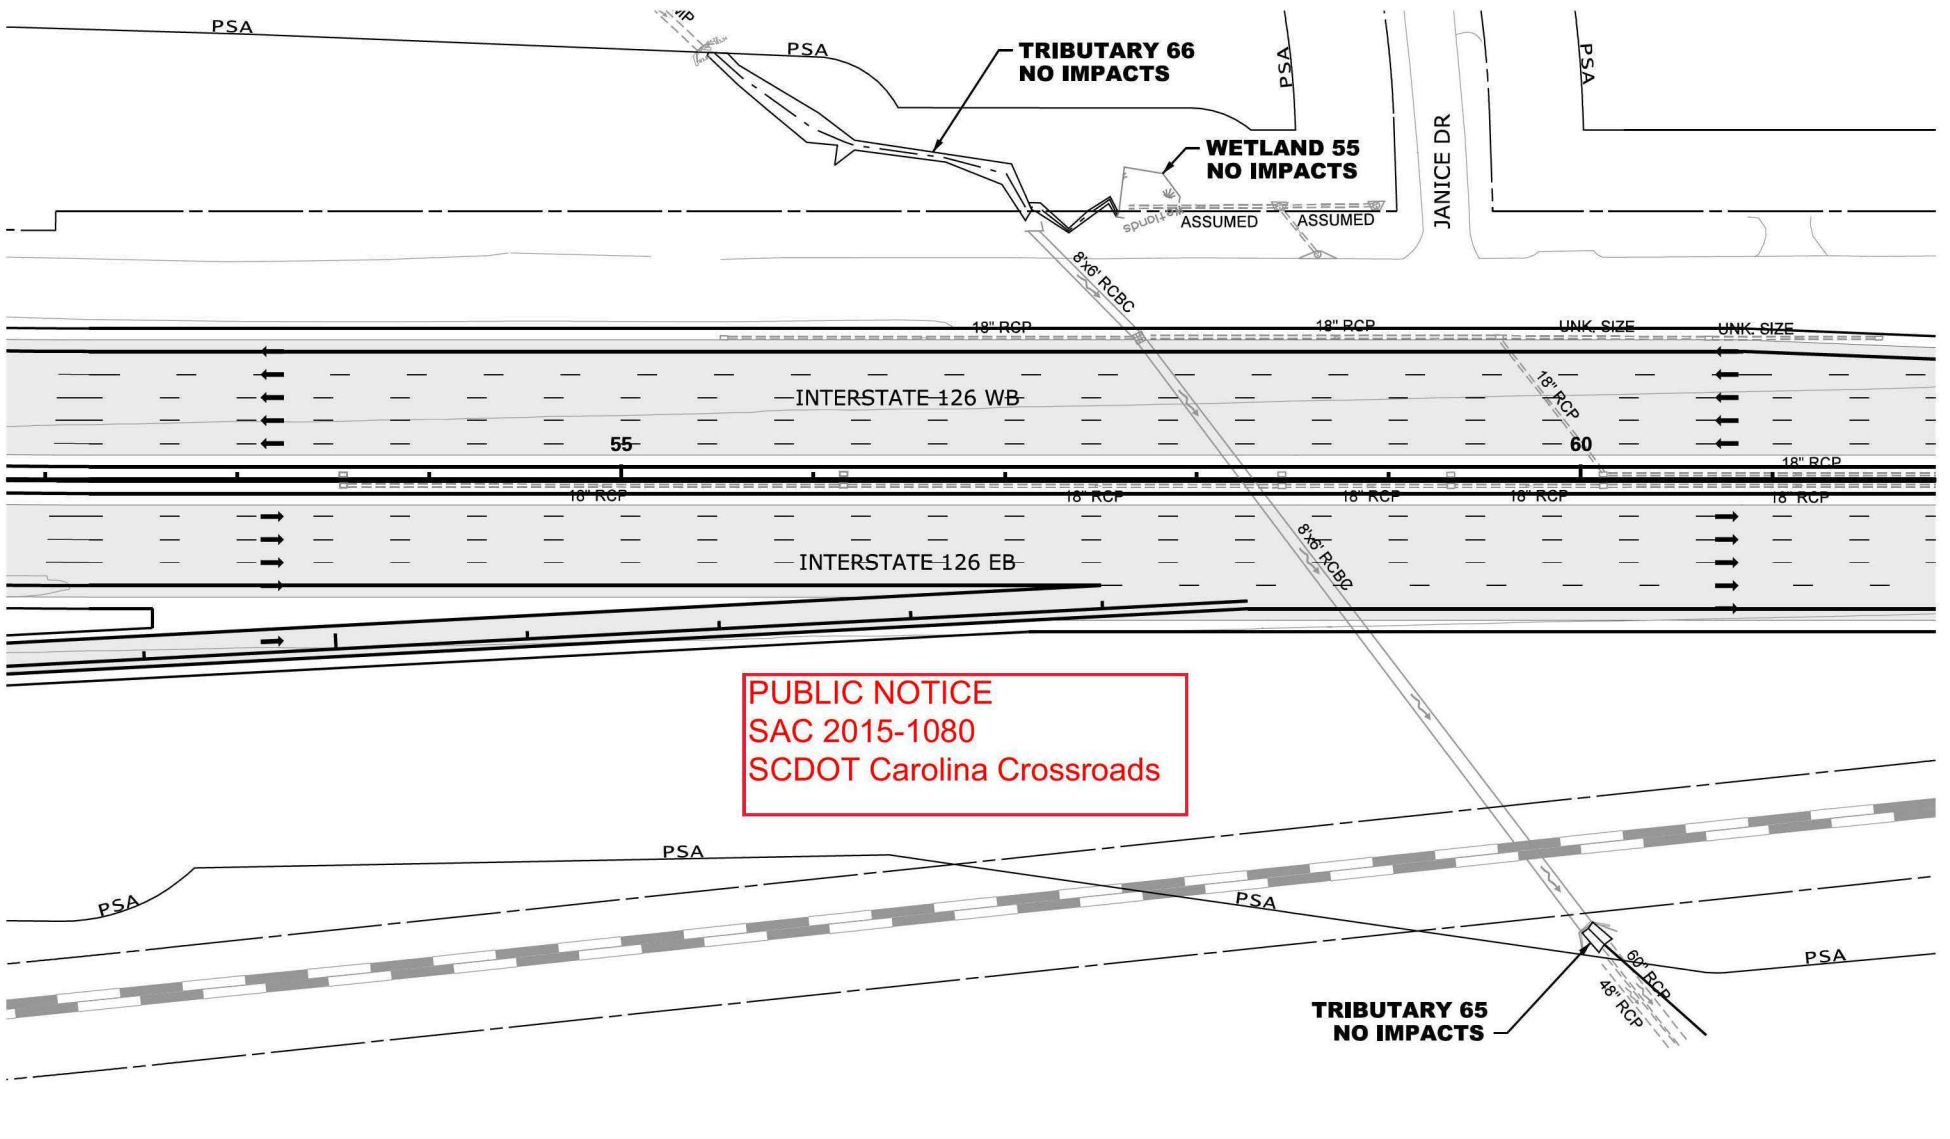 PSA
PSA
TRIBUTARY 66
NO IMPACTS
PSA
PSA
WETLAND 55
NO IMPACTS
JANICE DR
Wetlands
ASSUMED
ASSUMED
8'x6' RCBC
18" RCP
18" RCP
UNK. SIZE
UNK. SIZE
18" RCP
INTERSTATE 126 WB
55
60
18" RCP
18" RCP
18" RCP
18" RCP
18" RCP
18" RCP
8'x6' RCBC
INTERSTATE 126 EB
PUBLIC NOTICE
SAC 2015-1080
SCDOT Carolina Crossroads
PSA
PSA
PSA
PSA
60" RCP
48" RCP
TRIBUTARY 65
NO IMPACTS